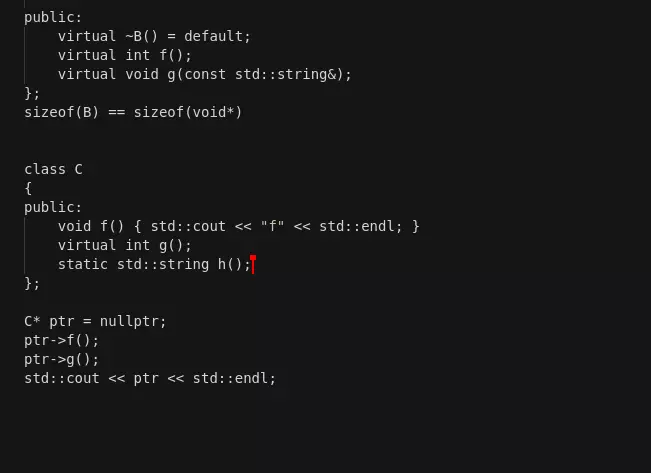 public:
    virtual ~B() = default;
    virtual int f();
    virtual void g(const std::string&);
};
sizeof(B) == sizeof(void*)
class C
{
public:
    void f() { std::cout << "f" << std::endl; }
    virtual int g();
    static std::string h();
};
C* ptr = nullptr;
ptr->f();
ptr->g();
std::cout << ptr << std::endl;